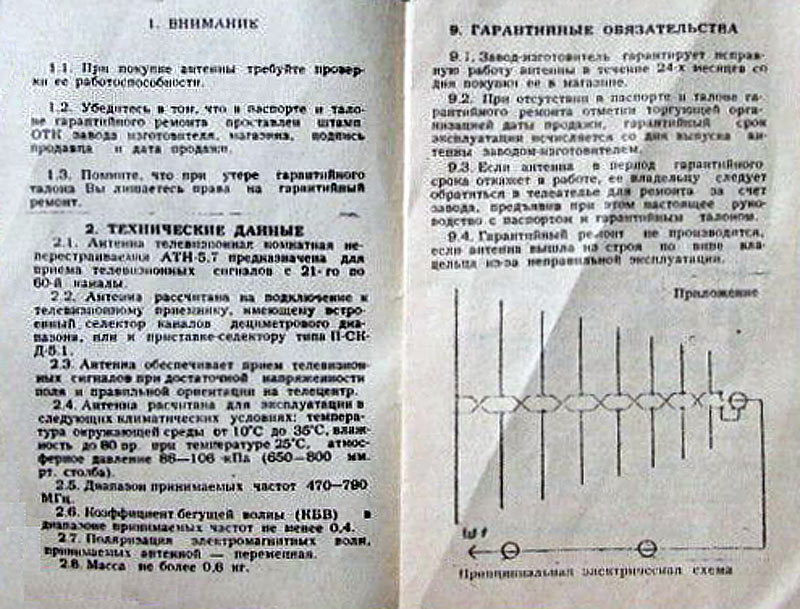 1. ВНИМАНИЕ
1.1. При покупке антенны требуйте провер-
ки ее работоспособности.
1.2. Убедитесь в том, что в паспорте и тало-
не гарантийного ремонта проставлен штамп
ОТК завода изготовителя, магазина, подпись
продавца и дата продажи.
1.3. Помните, что при утере гарантийного
талона Вы лишаетесь права на гарантийный
ремонт.
2. ТЕХНИЧЕСКИЕ ДАННЫЕ
2.1. Антенна телевизионная комнатная не-
перестраиваемая АТН-5.7 предназначена для
приема телевизионных сигналов с 21-го по
60-й каналы.
2.2. Антенна рассчитана на подключение к
телевизионному приемнику, имеющему встро-
енный селектор каналов дециметрового диа-
пазона, или к приставке-селектору типа П-СК-
Д-5.1.
2.3. Антенна обеспечивает прием телевизион-
ных сигналов при достаточной напряженности
поля и правильной ориентации на телецентр.
2.4. Антенна расчитана для эксплуатации в
следующих климатических условиях: темпера-
тура окружающей среды от 10°С до 35°С, влаж-
ность до 80 пр. при температуре 25°С, атмос-
ферное давление 86—106 кПа (650—800 мм.
рт. столба).
2.5. Диапазон принимаемых частот 470—790
МГц.
2.6. Коэффициент бегущей волны (КБВ) в
диапазоне принимаемых частот не менее 0,4.
2.7. Поляризация электромагнитных волн,
принимаемых антенной — переменная.
2.8. Масса не более 0,6 кг.
9. ГАРАНТИЙНЫЕ ОБЯЗАТЕЛЬСТВА
9.1. Завод-изготовитель гарантирует исправ-
ную работу антенны в течение 24-х месяцев со
дня покупки ее в магазине.
9.2. При отсутствии в паспорте и талоне га-
рантийного ремонта отметки торгующей орга-
низацией даты продажи, гарантийный срок
эксплуатации исчисляется со дня выпуска ан-
тенны заводом-изготовителем.
9.3. Если антенна в период гарантийного
срока откажет в работе, ее владельцу следует
обратиться в телеателье для ремонта за счет
завода, предъявив при этом настоящее руко-
водство с паспортом и гарантийным талоном.
9.4. Гарантийный ремонт не производится,
если антенна вышла из строя по вине вла-
дельца из-за неправильной эксплуатации.
Приложение
Ш1
Принципиальная электрическая схема